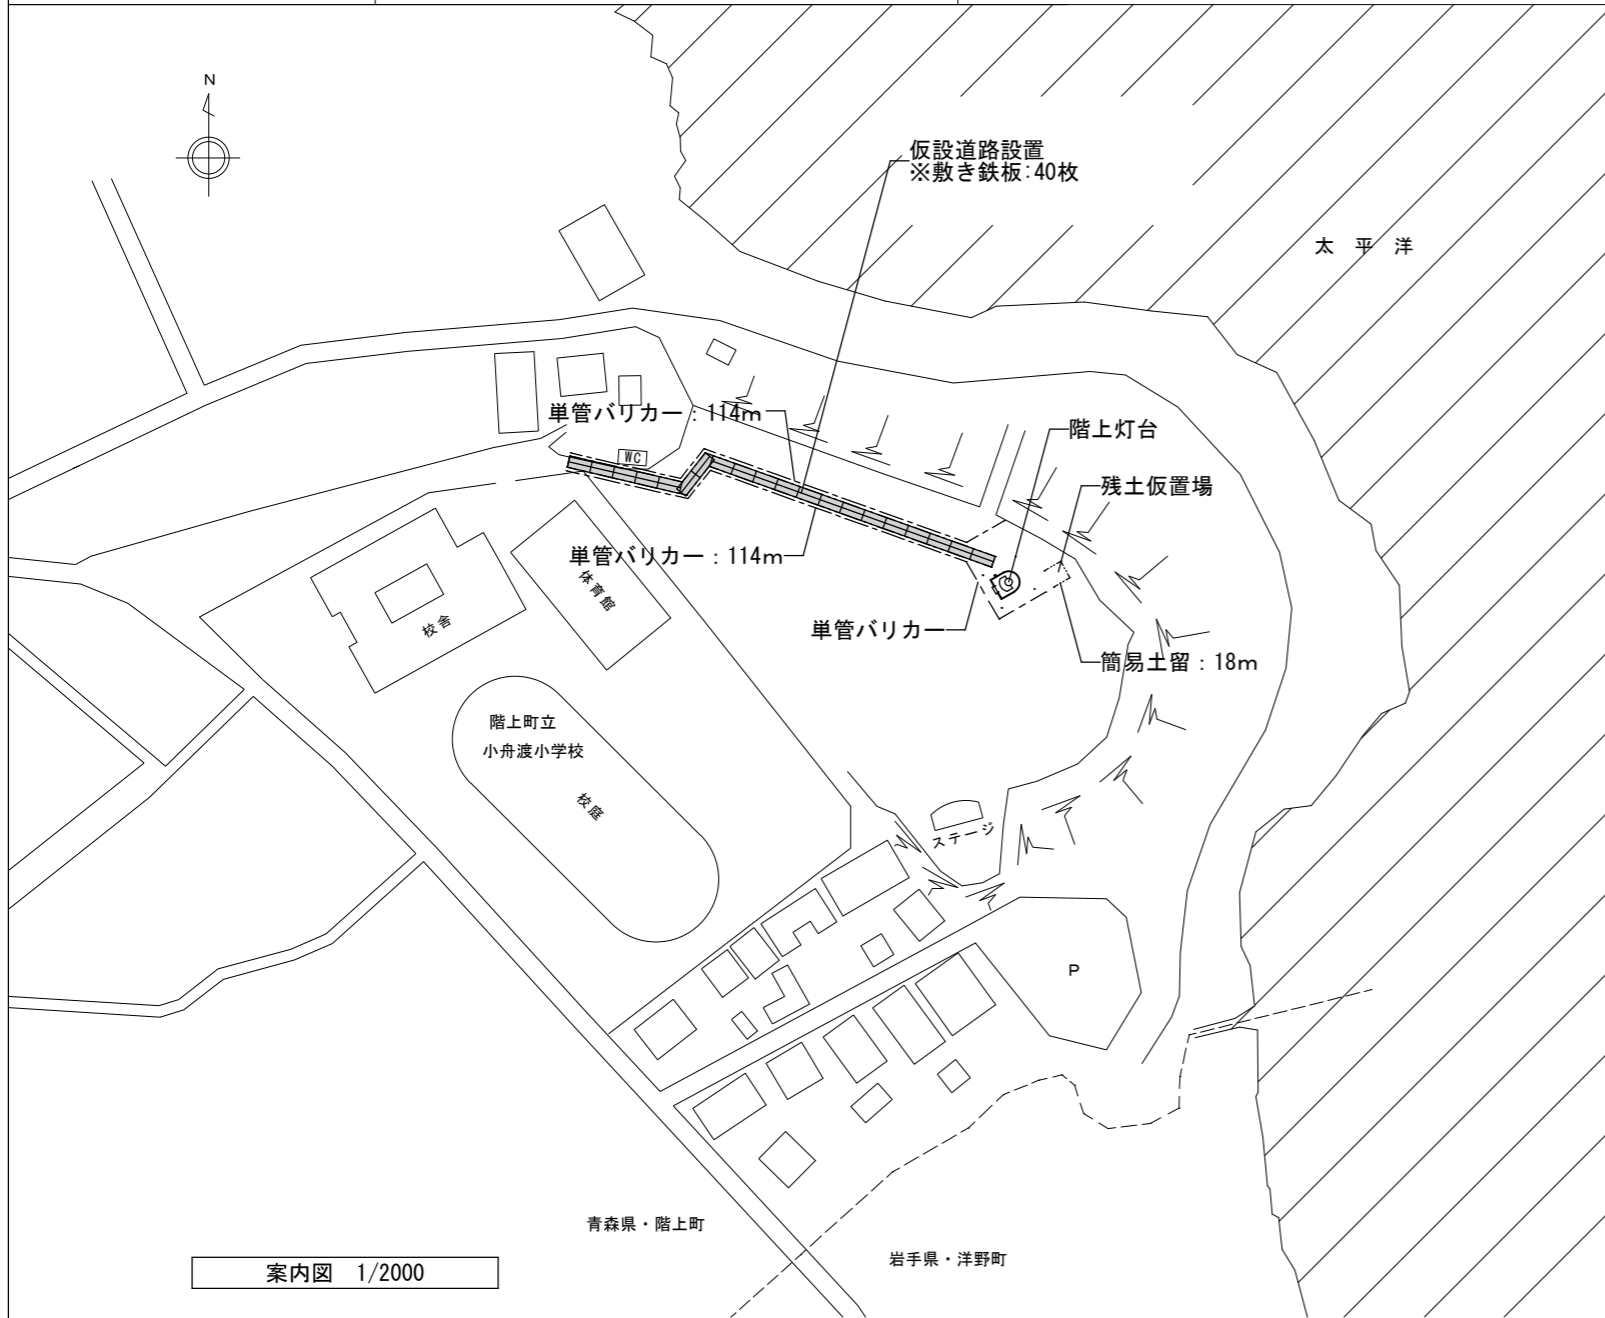 N
仮設道路設置
※敷き鉄板:40枚
太 平 洋
単管バリカー:114m
階上灯台
WC
残土仮置場
単管バリカー:114m
体育館
校舎
単管バリカー
簡易土留:18m
階上町立
小舟渡小学校
校庭
ステージ
P
青森県・階上町
岩手県・洋野町
案内図 1/2000